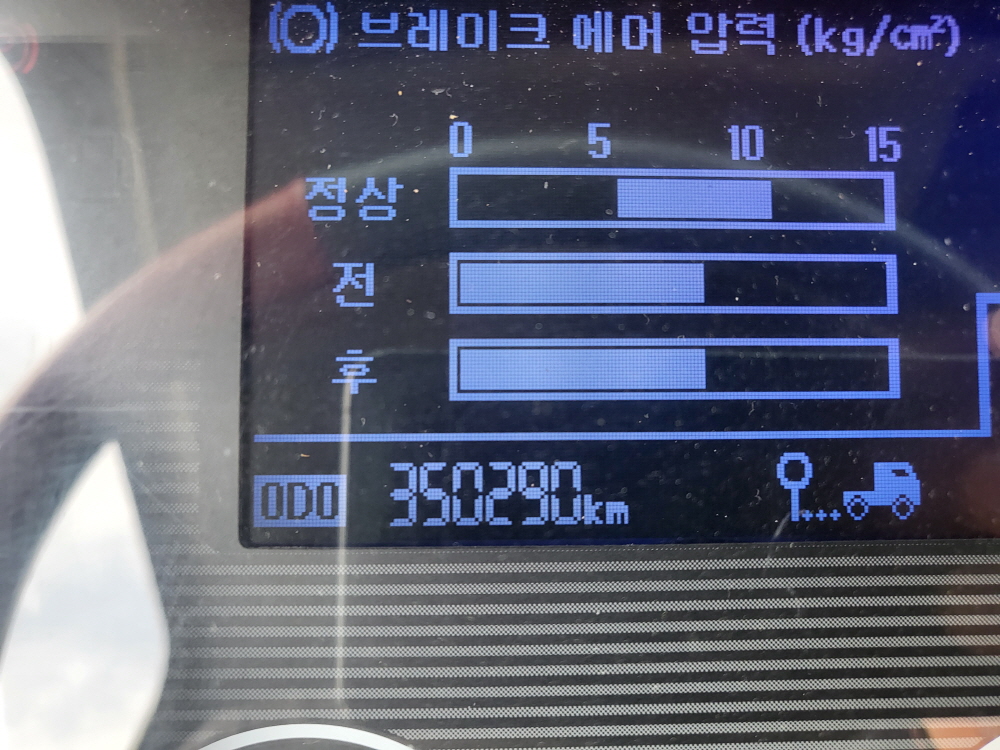 브레이크 에어 압력 (kg/cm²)
0 5 10 15
정상
전
후
ODO 350290km